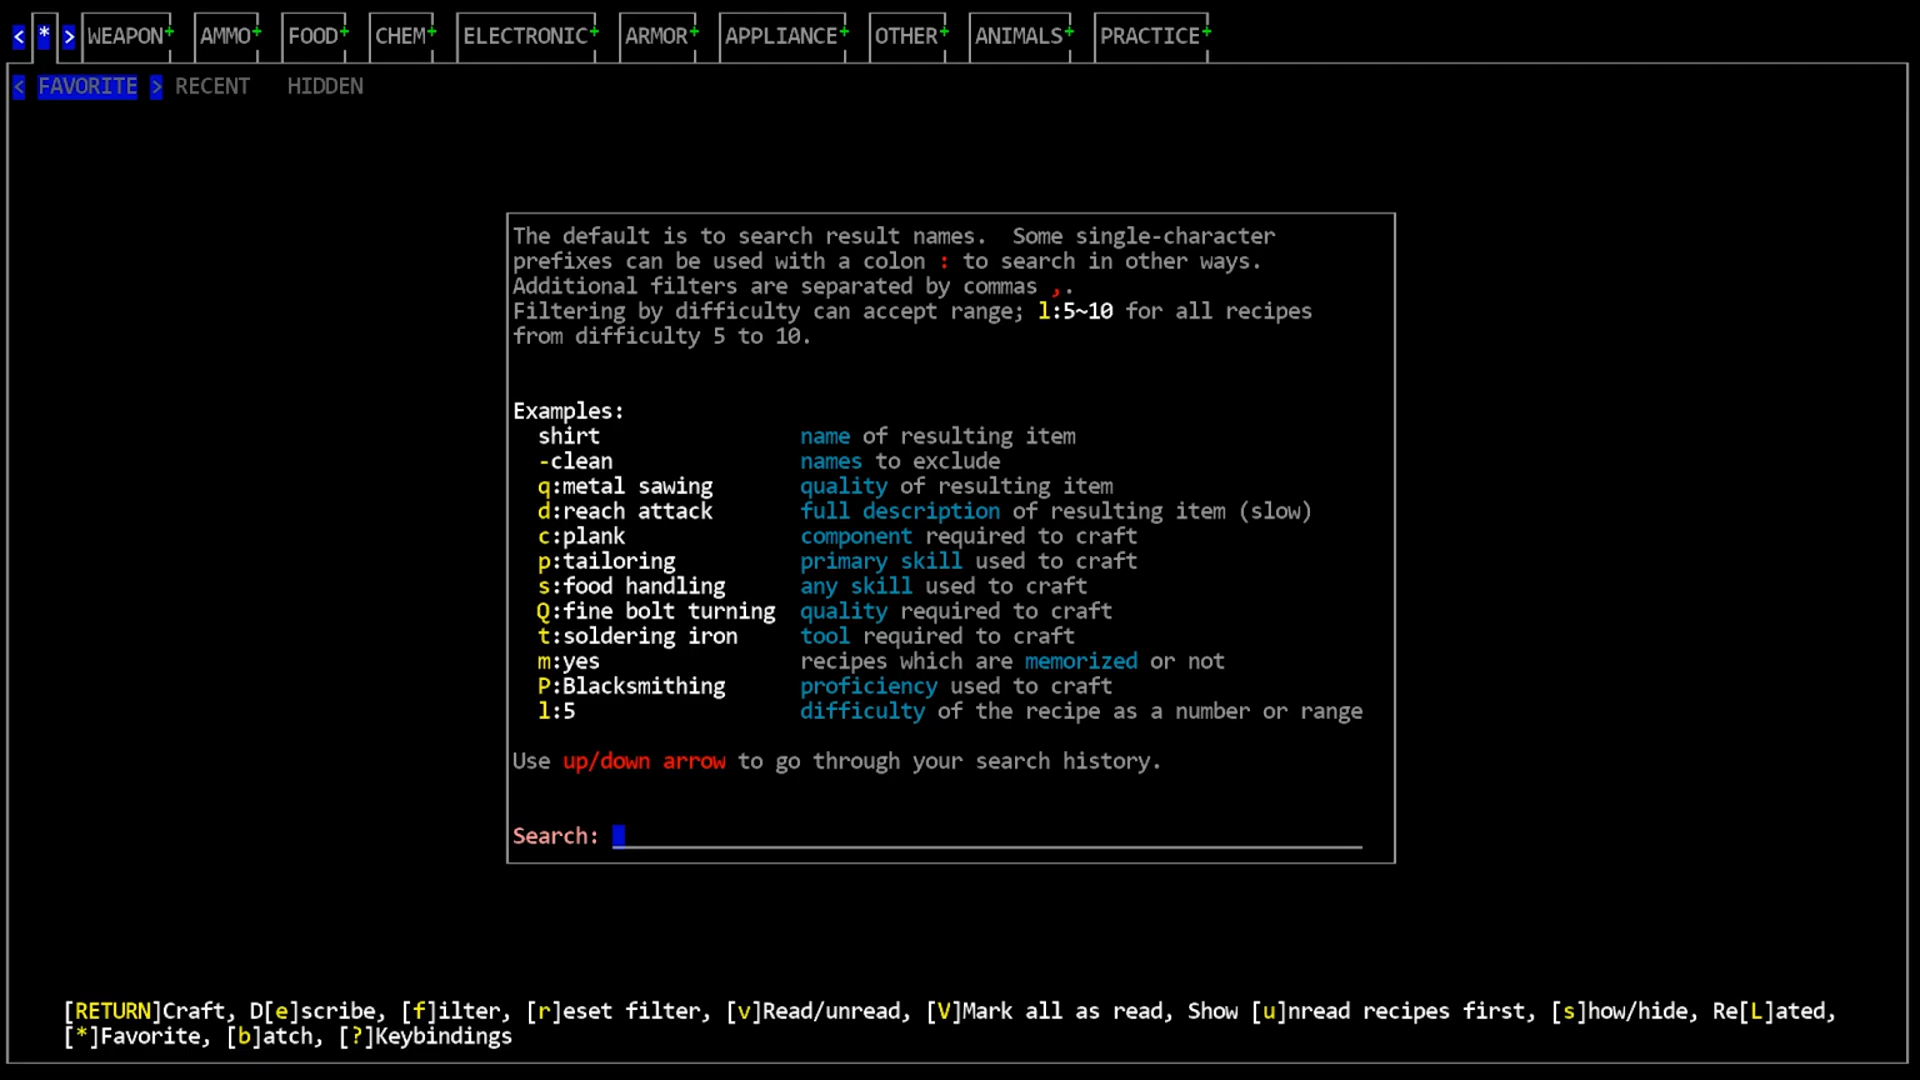 < * > WEAPON+ AMMO+ FOOD+ CHEM+ ELECTRONIC+ ARMOR+ APPLIANCE+ OTHER+ ANIMALS+ PRACTICE+
< FAVORITE > RECENT HIDDEN
The default is to search result names.  Some single-character
prefixes can be used with a colon : to search in other ways.
Additional filters are separated by commas ,.
Filtering by difficulty can accept range; l:5~10 for all recipes
from difficulty 5 to 10.
Examples:
shirt name of resulting item
-clean names to exclude
q:metal sawing quality of resulting item
d:reach attack full description of resulting item (slow)
c:plank component required to craft
p:tailoring primary skill used to craft
s:food handling any skill used to craft
Q:fine bolt turning quality required to craft
t:soldering iron tool required to craft
m:yes recipes which are memorized or not
P:Blacksmithing proficiency used to craft
l:5 difficulty of the recipe as a number or range
Use up/down arrow to go through your search history.
Search:
[RETURN]Craft, D[e]scribe, [f]ilter, [r]eset filter, [v]Read/unread, [V]Mark all as read, Show [u]nread recipes first, [s]how/hide, Re[L]ated,
[*]Favorite, [b]atch, [?]Keybindings